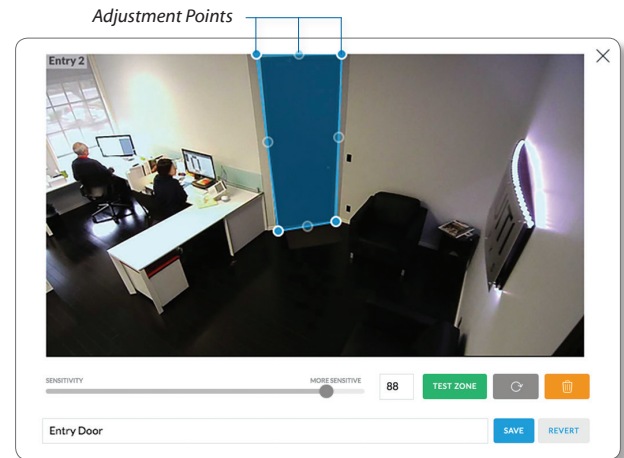 Adjustment Points
Entry 2
SENSITIVITY
MORE SENSITIVE
88
TEST ZONE
Entry Door
SAVE
REVERT